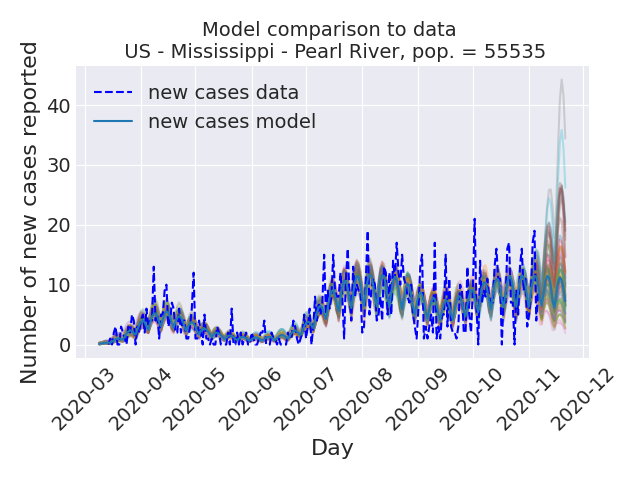 Model comparison to data
US - Mississippi - Pearl River, pop. = 55535
Number of new cases reported
new cases data
new cases model
40
30
20
10
0
2020-03
2020-04
2020-05
2020-06
2020-07
2020-08
2020-09
2020-10
2020-11
2020-12
Day